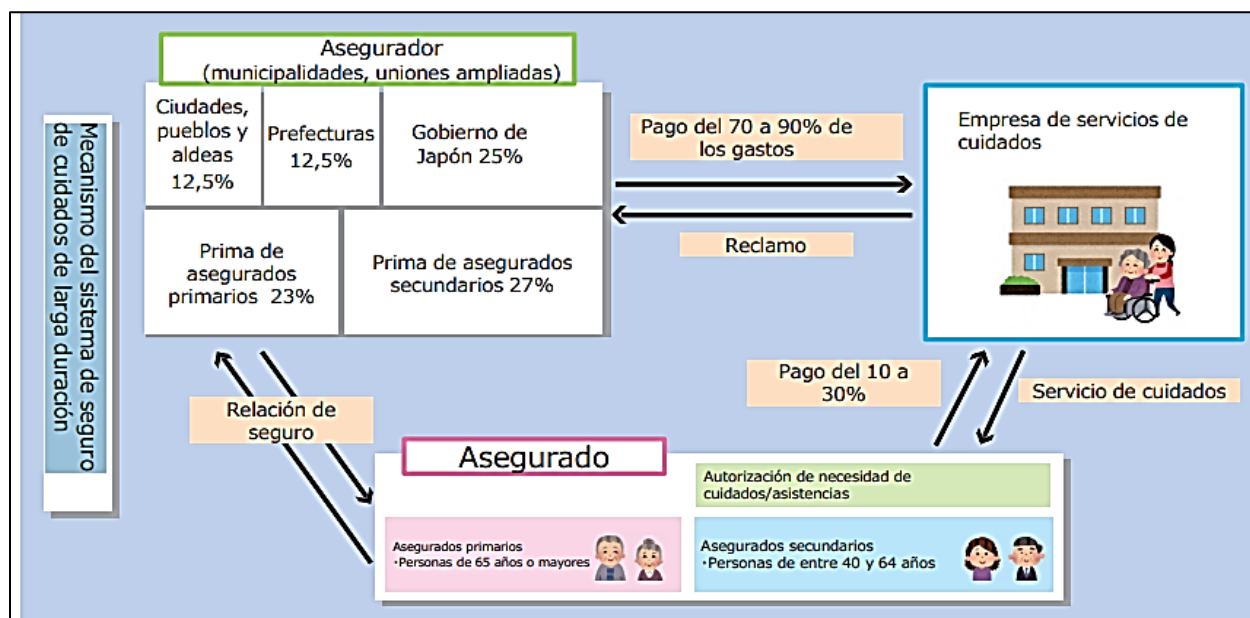 Mecanismo del sistema de seguro
de cuidados de larga duración
Asegurador
(municipalidades, uniones ampliadas)
Ciudades,
pueblos y
aldeas
12,5%
Prefecturas
12,5%
Gobierno de
Japón 25%
Prima de
asegurados
primarios 23%
Prima de asegurados
secundarios 27%
Pago del 70 a 90% de
los gastos
Reclamo
Empresa de servicios de
cuidados
Relación de
seguro
Pago del 10 a
30%
Servicio de cuidados
Asegurado
Autorización de necesidad de
cuidados/asistencias
Asegurados primarios
・Personas de 65 años o mayores
Asegurados secundarios
・Personas de entre 40 y 64 años